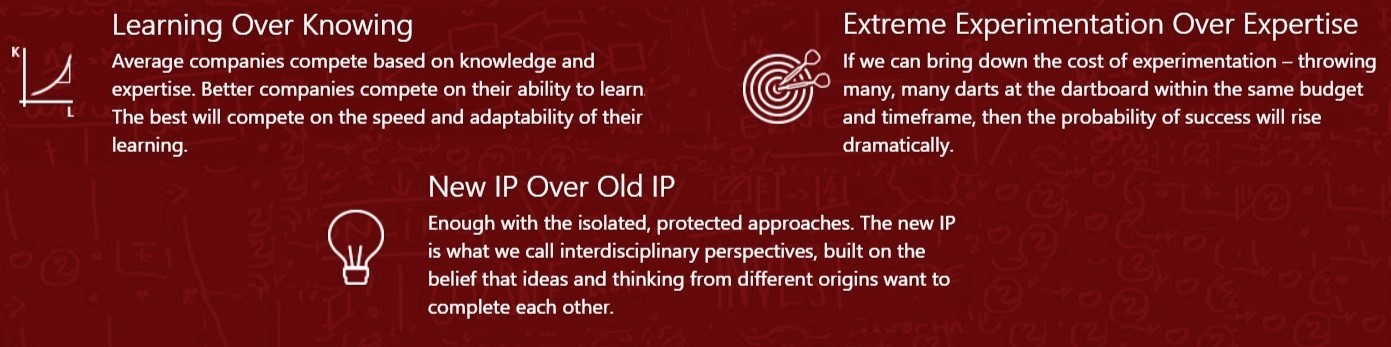 Learning Over Knowing
K
Average companies compete based on knowledge and
expertise. Better companies compete on their ability to learn
The best will compete on the speed and adaptability of their
L
learning.
Extreme Experimentation Over Expertise
If we can bring down the cost of experimentation – throwing
many, many darts at the dartboard within the same budget
and timeframe, then the probability of success will rise
dramatically.
New IP Over Old IP
Enough with the isolated, protected approaches. The new IP
is what we call interdisciplinary perspectives, built on the
belief that ideas and thinking from different origins want to
complete each other.